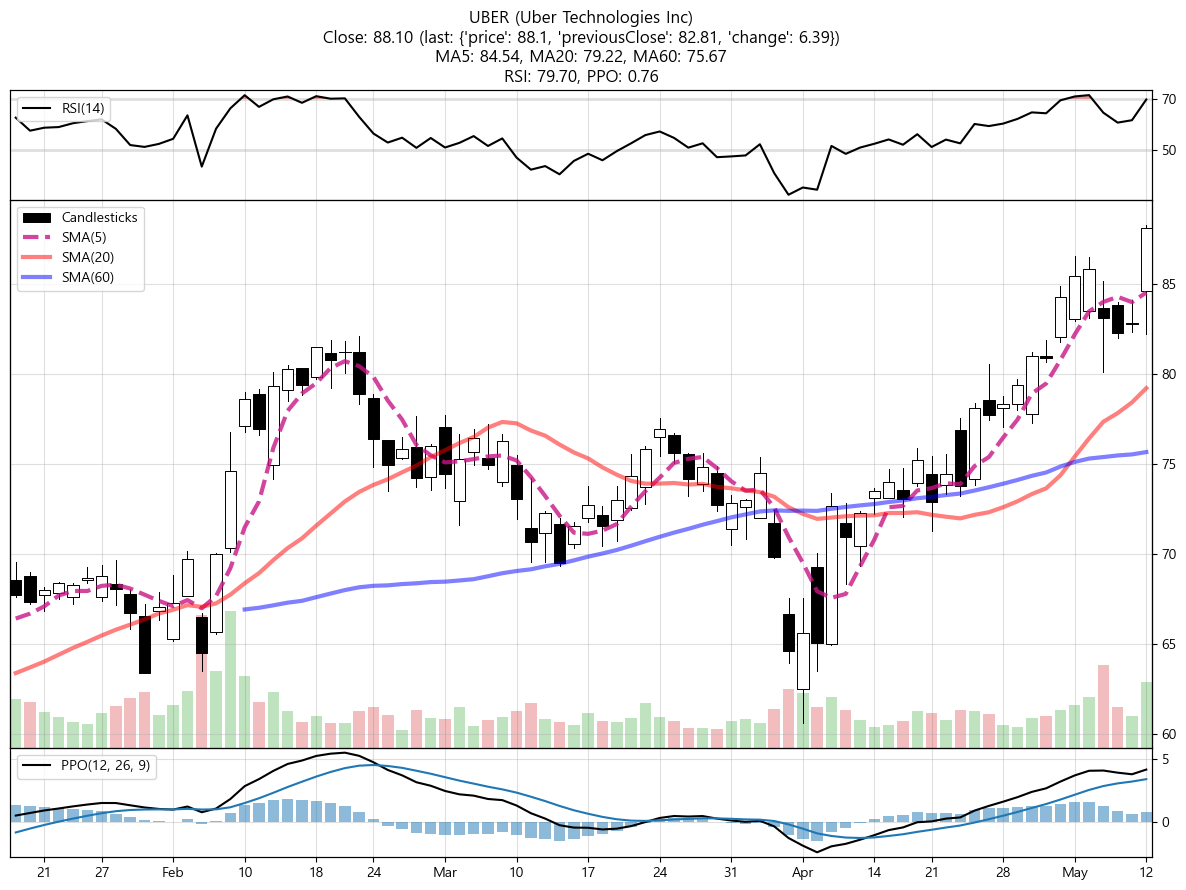 UBER (Uber Technologies Inc)
Close: 88.10 (last: {'price': 88.1, 'previousClose': 82.81, 'change': 6.39})
MA5: 84.54, MA20: 79.22, MA60: 75.67
RSI: 79.70, PPO: 0.76
RSI(14)
70
50
Candlesticks
SMA(5)
SMA(20)
SMA(60)
85
80
75
70
65
60
PPO(12, 26, 9)
5
0
21 27 Feb 10 18 24 Mar 10 17 24 31 Apr 14 21 28 May 12